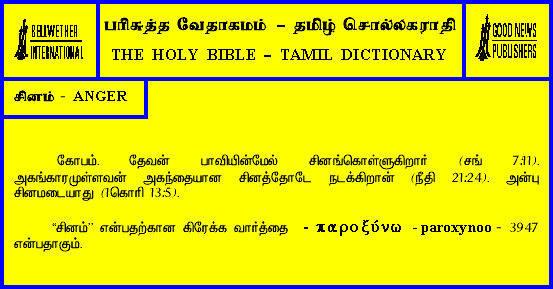 BELLWETHER
INTERNATIONAL
பரிசுத்த வேதாகமம் – தமிழ் சொல்லகராதி
THE HOLY BIBLE – TAMIL DICTIONARY
GOOD NEWS
PUBLISHERS
சினம் - ANGER
கோபம். தேவன் பாவியின்மேல் சினங்கொள்ளுகிறார் (சங் 7:11).
அகங்காரமுள்ளவன் அகந்தையான சினத்தோடே நடக்கிறான் (நீதி 21:24). அன்பு
சினமடையாது (1கொரி 13:5).
“சினம்” என்பதற்கான கிரேக்க வார்த்தை - παροξύνω - paroxynoo - 3947
என்பதாகும்.